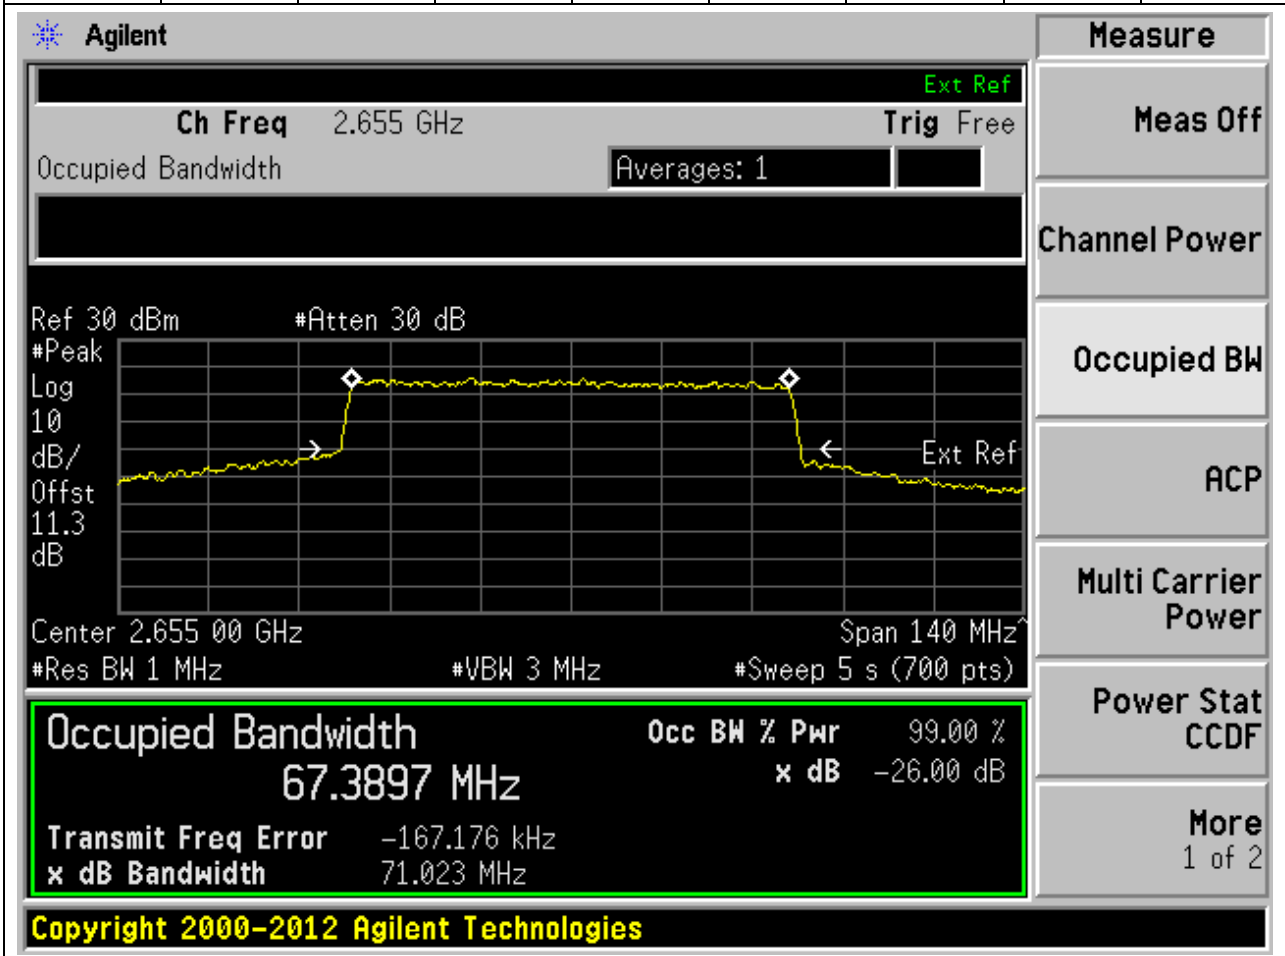 Agilent
Measure
Ext Ref
Ch Freq 2.655 GHz Trig Free
Meas Off
Occupied Bandwidth Averages: 1
Channel Power
Ref 30 dBm #Atten 30 dB
#Peak
Log
10
dB/
Offst
11.3
dB
Ext Ref
Occupied BW
ACP
Center 2.655 00 GHz Span 140 MHz^
#Res BW 1 MHz #VBW 3 MHz #Sweep 5 s (700 pts)
Multi Carrier
Power
Occupied Bandwidth Occ BW % Pwr 99.00 %
67.3897 MHz x dB -26.00 dB
Transmit Freq Error -167.176 kHz
x dB Bandwidth 71.023 MHz
Power Stat
CCDF
More
1 of 2
Copyright 2000-2012 Agilent Technologies